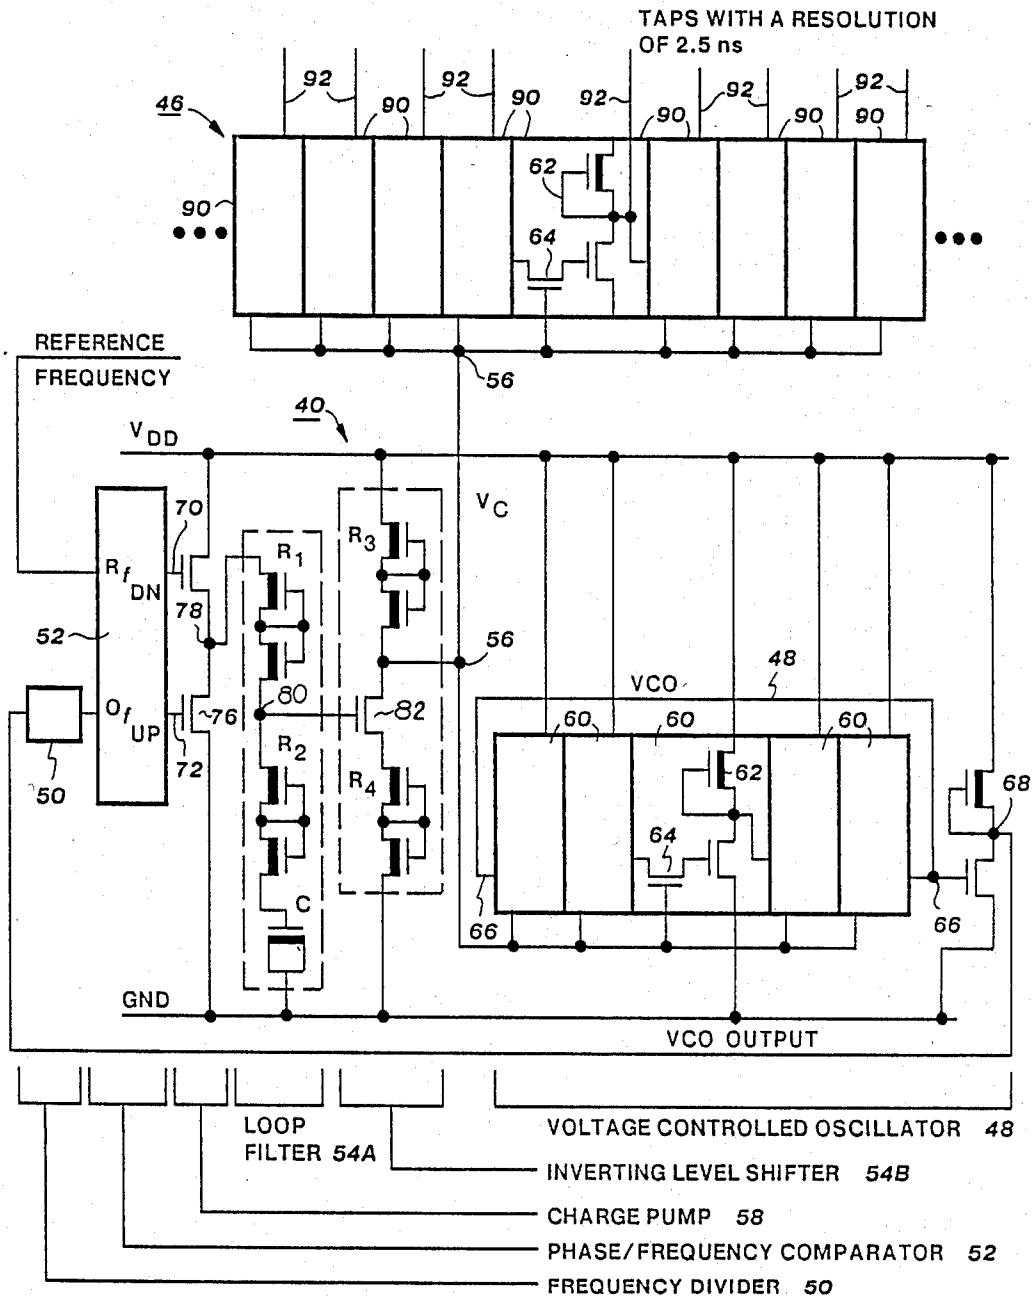 TAPS WITH A RESOLUTION
OF 2.5 ns
92 92 92 92 92
46
90 90 90 90 90 90
90
62
64
REFERENCE
FREQUENCY
56
40
VDD
VC
70
R1
R3
RfDN
78
52
56
48
VCO
80
82
OfUP
76
60 60 60
72
R2
R4
62
68
50
64
C
66
66
GND
VCO OUTPUT
LOOP
FILTER 54A
VOLTAGE CONTROLLED OSCILLATOR 48
INVERTING LEVEL SHIFTER 54B
CHARGE PUMP 58
PHASE/FREQUENCY COMPARATOR 52
FREQUENCY DIVIDER 50